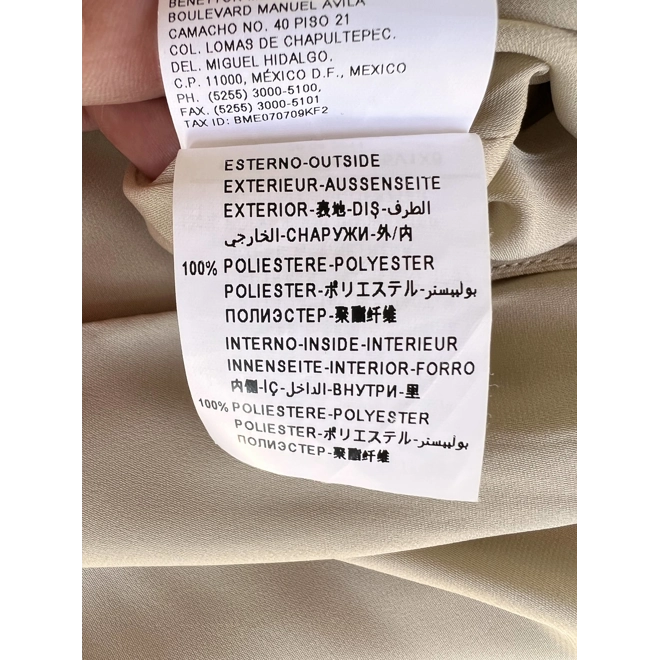 BOULEVARD MANUEL AVILA
CAMACHO NO. 40 PISO 21
COL. LOMAS DE CHAPULTEPEC.
DEL. MIGUEL HIDALGO.
C.P. 11000, MÉXICO D.F., MEXICO
PH. (5255) 3000-5100,
FAX. (5255) 3000-5101
TAX ID: BME070709KF2
ESTERNO-OUTSIDE
EXTERIEUR-AUSSENSEITE
EXTERIOR-表地-DIŞ-الطرف
الخارجي-СНАРУЖИ-外/内
100% POLIESTERE-POLYESTER
POLIESTER-ポリエステル-بوليستر
ПОЛИЭСТЕР-聚酯纤维
INTERNO-INSIDE-INTERIEUR
INNENSEITE-INTERIOR-FORRO
内側-İÇ-الداخل-ВНУТРИ-里
100% POLIESTERE-POLYESTER
POLIESTER-ポリエステル-بوليستر
ПОЛИЭСТЕР-聚酯纤维